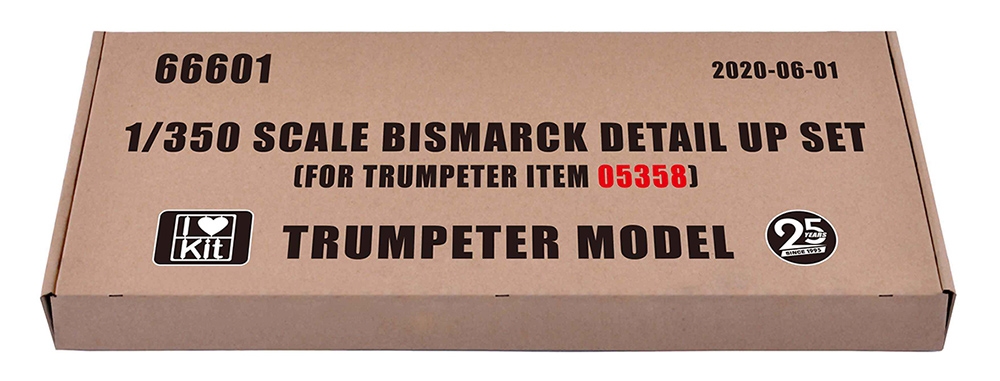 66601
2020-06-01
1/350 SCALE BISMARCK DETAIL UP SET
(FOR TRUMPETER ITEM 05358)
I
Kit
TRUMPETER MODEL
25
YEARS
SINCE 1993